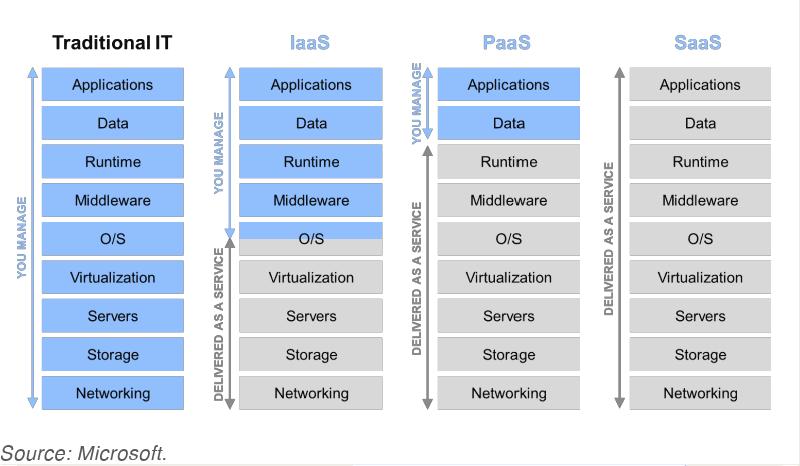 Traditional IT
IaaS
PaaS
SaaS
YOU MANAGE
Applications
Data
Runtime
Middleware
O/S
Virtualization
Servers
Storage
Networking
YOU MANAGE
DELIVERED AS A SERVICE
Applications
Data
Runtime
Middleware
O/S
Virtualization
Servers
Storage
Networking
YOU MANAGE
DELIVERED AS A SERVICE
Applications
Data
Runtime
Middleware
O/S
Virtualization
Servers
Storage
Networking
DELIVERED AS A SERVICE
Applications
Data
Runtime
Middleware
O/S
Virtualization
Servers
Storage
Networking
Source: Microsoft.